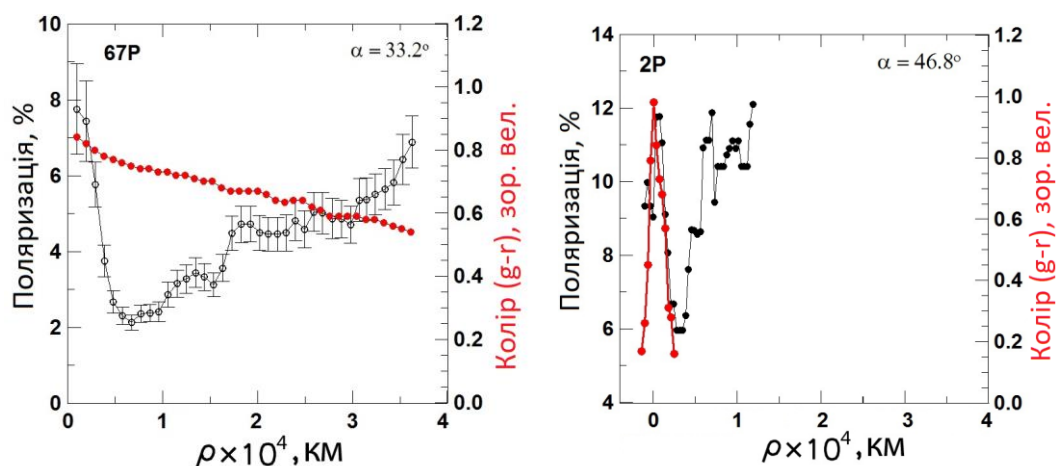 67P
α = 33.2°
Поляризація, %
10
8
6
4
2
0
1.2
1.0
0.8
0.6
0.4
0.2
0.0
Колір (g-r), зор. вел.
0 1 2 3 4
ρ×10⁴, КМ
2P
α = 46.8°
Поляризація, %
14
12
10
8
6
4
1.2
1.0
0.8
0.6
0.4
0.2
0.0
Колір (g-r), зор. вел.
0 1 2 3 4
ρ×10⁴, КМ